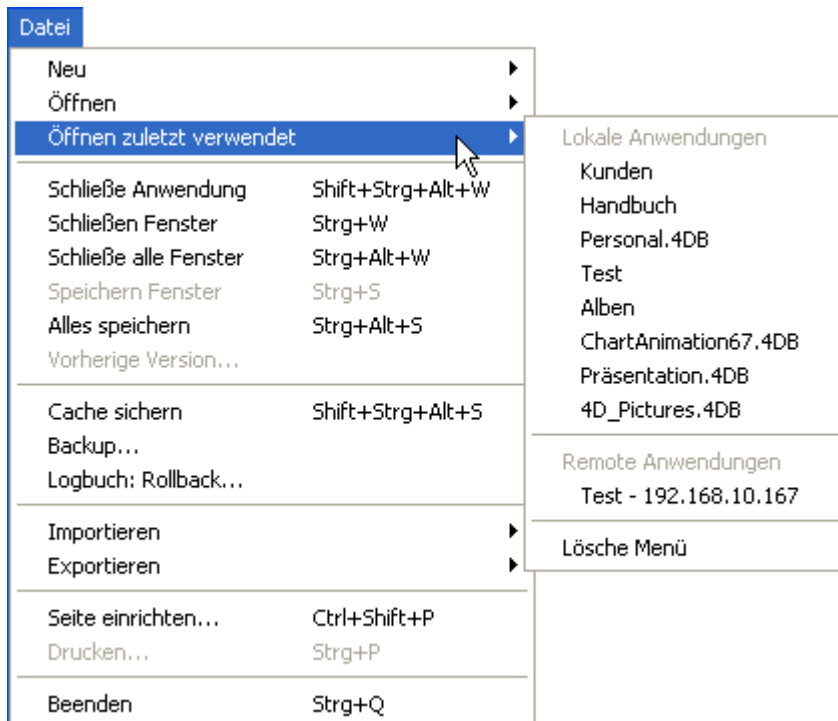 Datei
Neu
Öffnen
Öffnen zuletzt verwendet
Schließe Anwendung Shift+Strg+Alt+W
Schließen Fenster Strg+W
Schließe alle Fenster Strg+Alt+W
Speichern Fenster Strg+S
Alles speichern Strg+Alt+S
Vorherige Version...
Cache sichern Shift+Strg+Alt+S
Backup...
Logbuch: Rollback...
Importieren
Exportieren
Seite einrichten... Ctrl+Shift+P
Drucken... Strg+P
Beenden Strg+Q
Lokale Anwendungen
Kunden
Handbuch
Personal.4DB
Test
Alben
ChartAnimation67.4DB
Präsentation.4DB
4D_Pictures.4DB
Remote Anwendungen
Test - 192.168.10.167
Lösche Menü